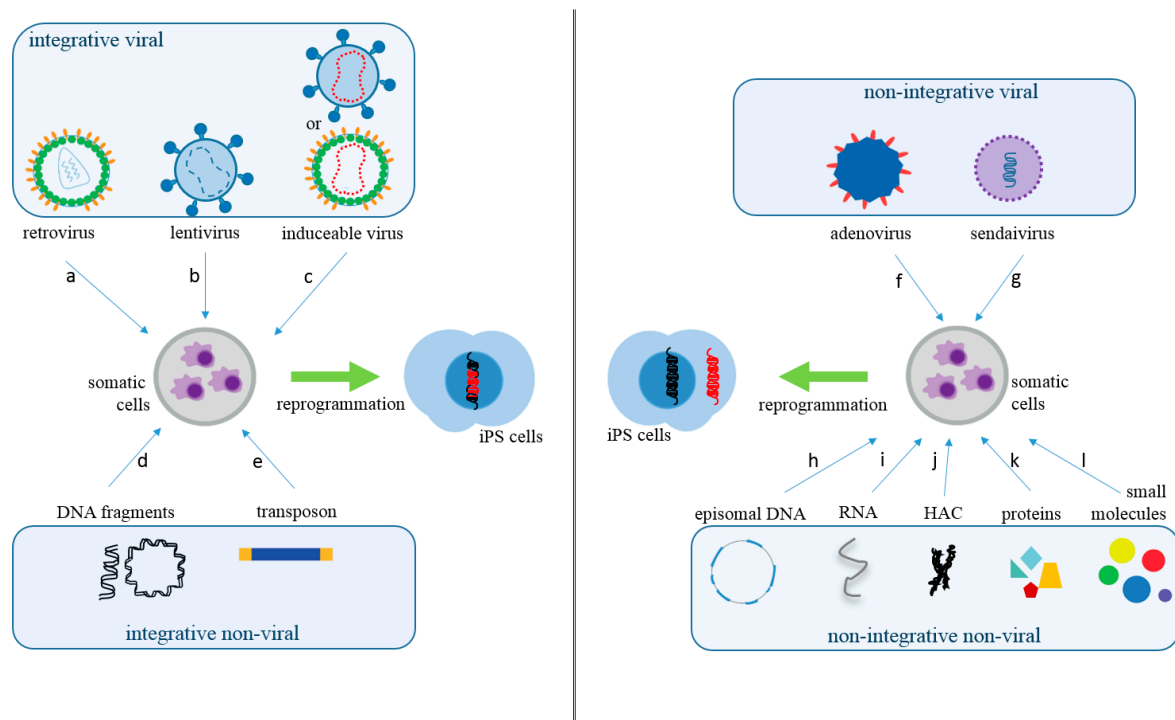 integrative viral
or
retrovirus
lentivirus
induceable virus
a
b
c
somatic
cells
reprogrammation
iPS cells
d
e
DNA fragments
transposon
integrative non-viral
non-integrative viral
adenovirus
sendaivirus
f
g
somatic
cells
reprogrammation
iPS cells
h
i
j
k
l
episomal DNA
RNA
HAC
proteins
small
molecules
non-integrative non-viral